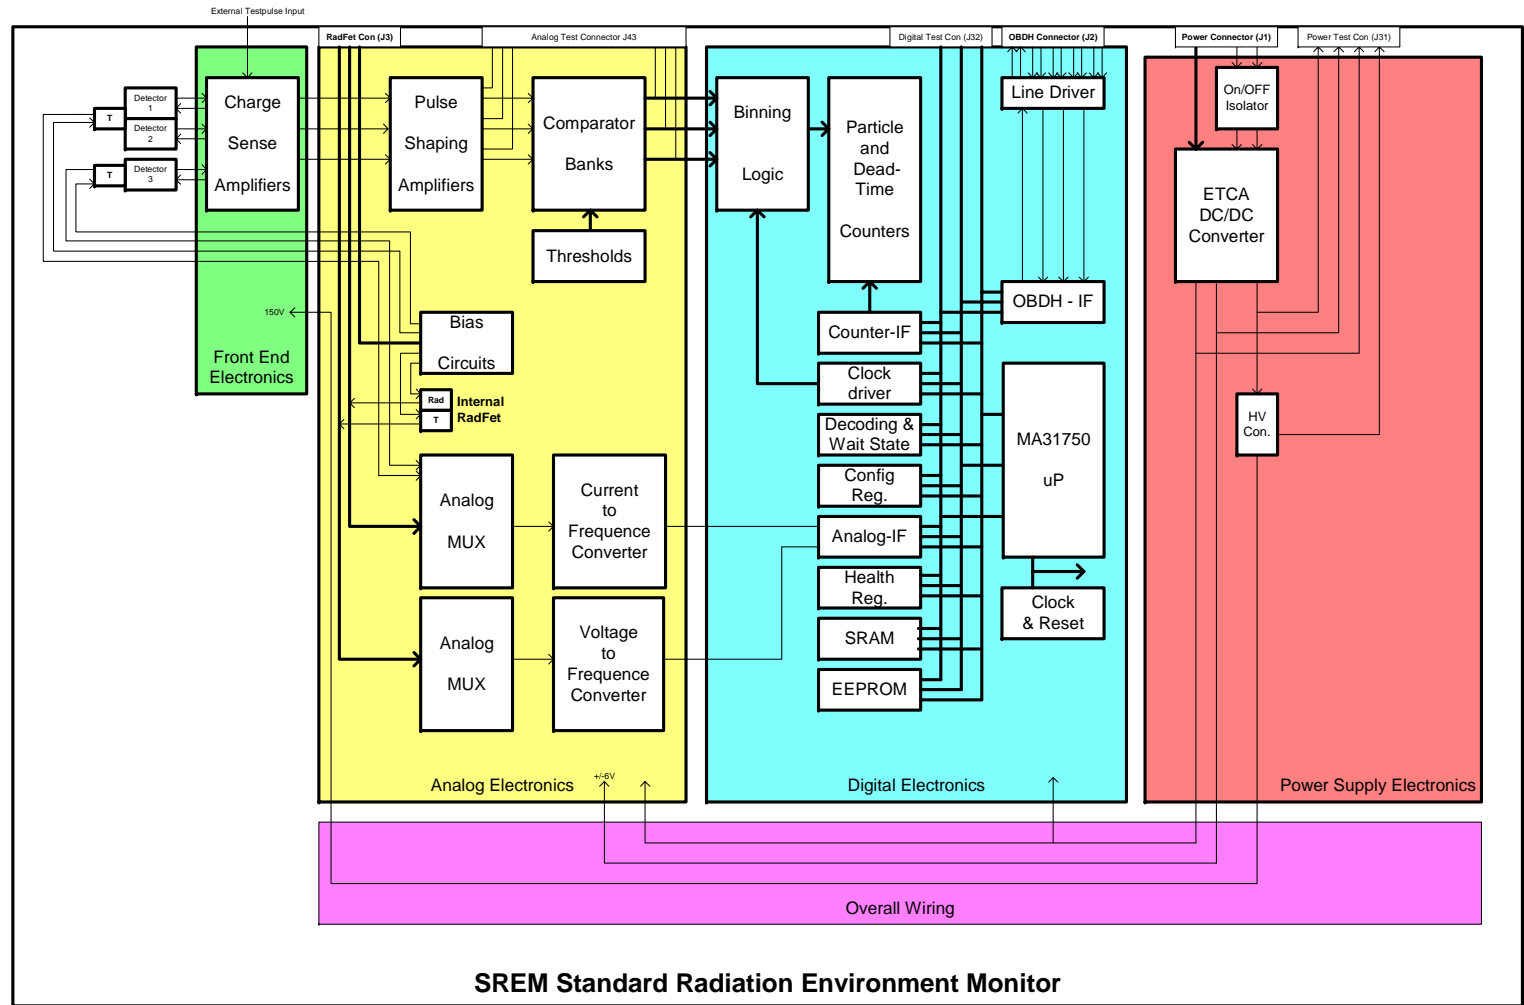 External Testpulse Input
RadFet Con (J3)
Analog Test Connector J43
Digital Test Con (J32)
OBDH Connector (J2)
Power Connector (J1)
Power Test Con (J31)
Detector
1
T
Detector
2
T
Detector
3
Charge
Sense
Amplifiers
Pulse
Shaping
Amplifiers
Comparator
Banks
Thresholds
Binning
Logic
Particle
and
Dead-
Time
Counters
Line Driver
On/OFF
Isolator
ETCA
DC/DC
Converter
150V
Front End
Electronics
Bias
Circuits
Rad
T
Internal
RadFet
Counter-IF
OBDH - IF
Clock
driver
Decoding &
Wait State
Config
Reg.
Analog-IF
Health
Reg.
SRAM
EEPROM
MA31750
uP
Clock
& Reset
HV
Con.
Analog
MUX
Current
to
Frequence
Converter
Analog
MUX
Voltage
to
Frequence
Converter
+/-6V
Analog Electronics
Digital Electronics
Power Supply Electronics
Overall Wiring
SREM Standard Radiation Environment Monitor